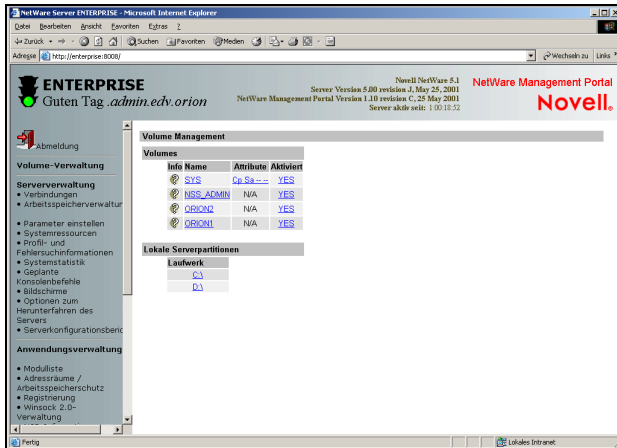 NetWare Server ENTERPRISE - Microsoft Internet Explorer
Datei Bearbeiten Ansicht Favoriten Extras ?
Zurück Suchen Favoriten Medien
Adresse http://enterprise:8008/ Wechseln zu Links
ENTERPRISE
Guten Tag .admin.edv.orion
Novell NetWare 5.1
Server Version 5.00 revision J, May 25, 2001
NetWare Management Portal Version 1.10 revision C, 25 May 2001
Server aktiv seit: 1:00:18:52
NetWare Management Portal
Novell.
Abmeldung
Volume-Verwaltung
Serververwaltung
• Verbindungen
• Arbeitsspeicherverwaltur
• Parameter einstellen
• Systemressourcen
• Profil- und
Fehlersuchinformationen
• Systemstatistik
• Geplante
Konsolenbefehle
• Bildschirme
• Optionen zum
Herunterfahren des
Servers
• Serverkonfigurationsberic
Anwendungsverwaltung
• Modulliste
• Adressräume /
Arbeitsspeicherschutz
• Registrierung
• Winsock 2.0-
Verwaltung
Volume Management
Volumes
Info Name Attribute Aktiviert
SYS Cp Sa -- -- YES
NSS_ADMIN N/A YES
ORION2 N/A YES
ORION1 N/A YES
Lokale Serverpartitionen
Laufwerk
C:\
D:\
Fertig Lokales Intranet